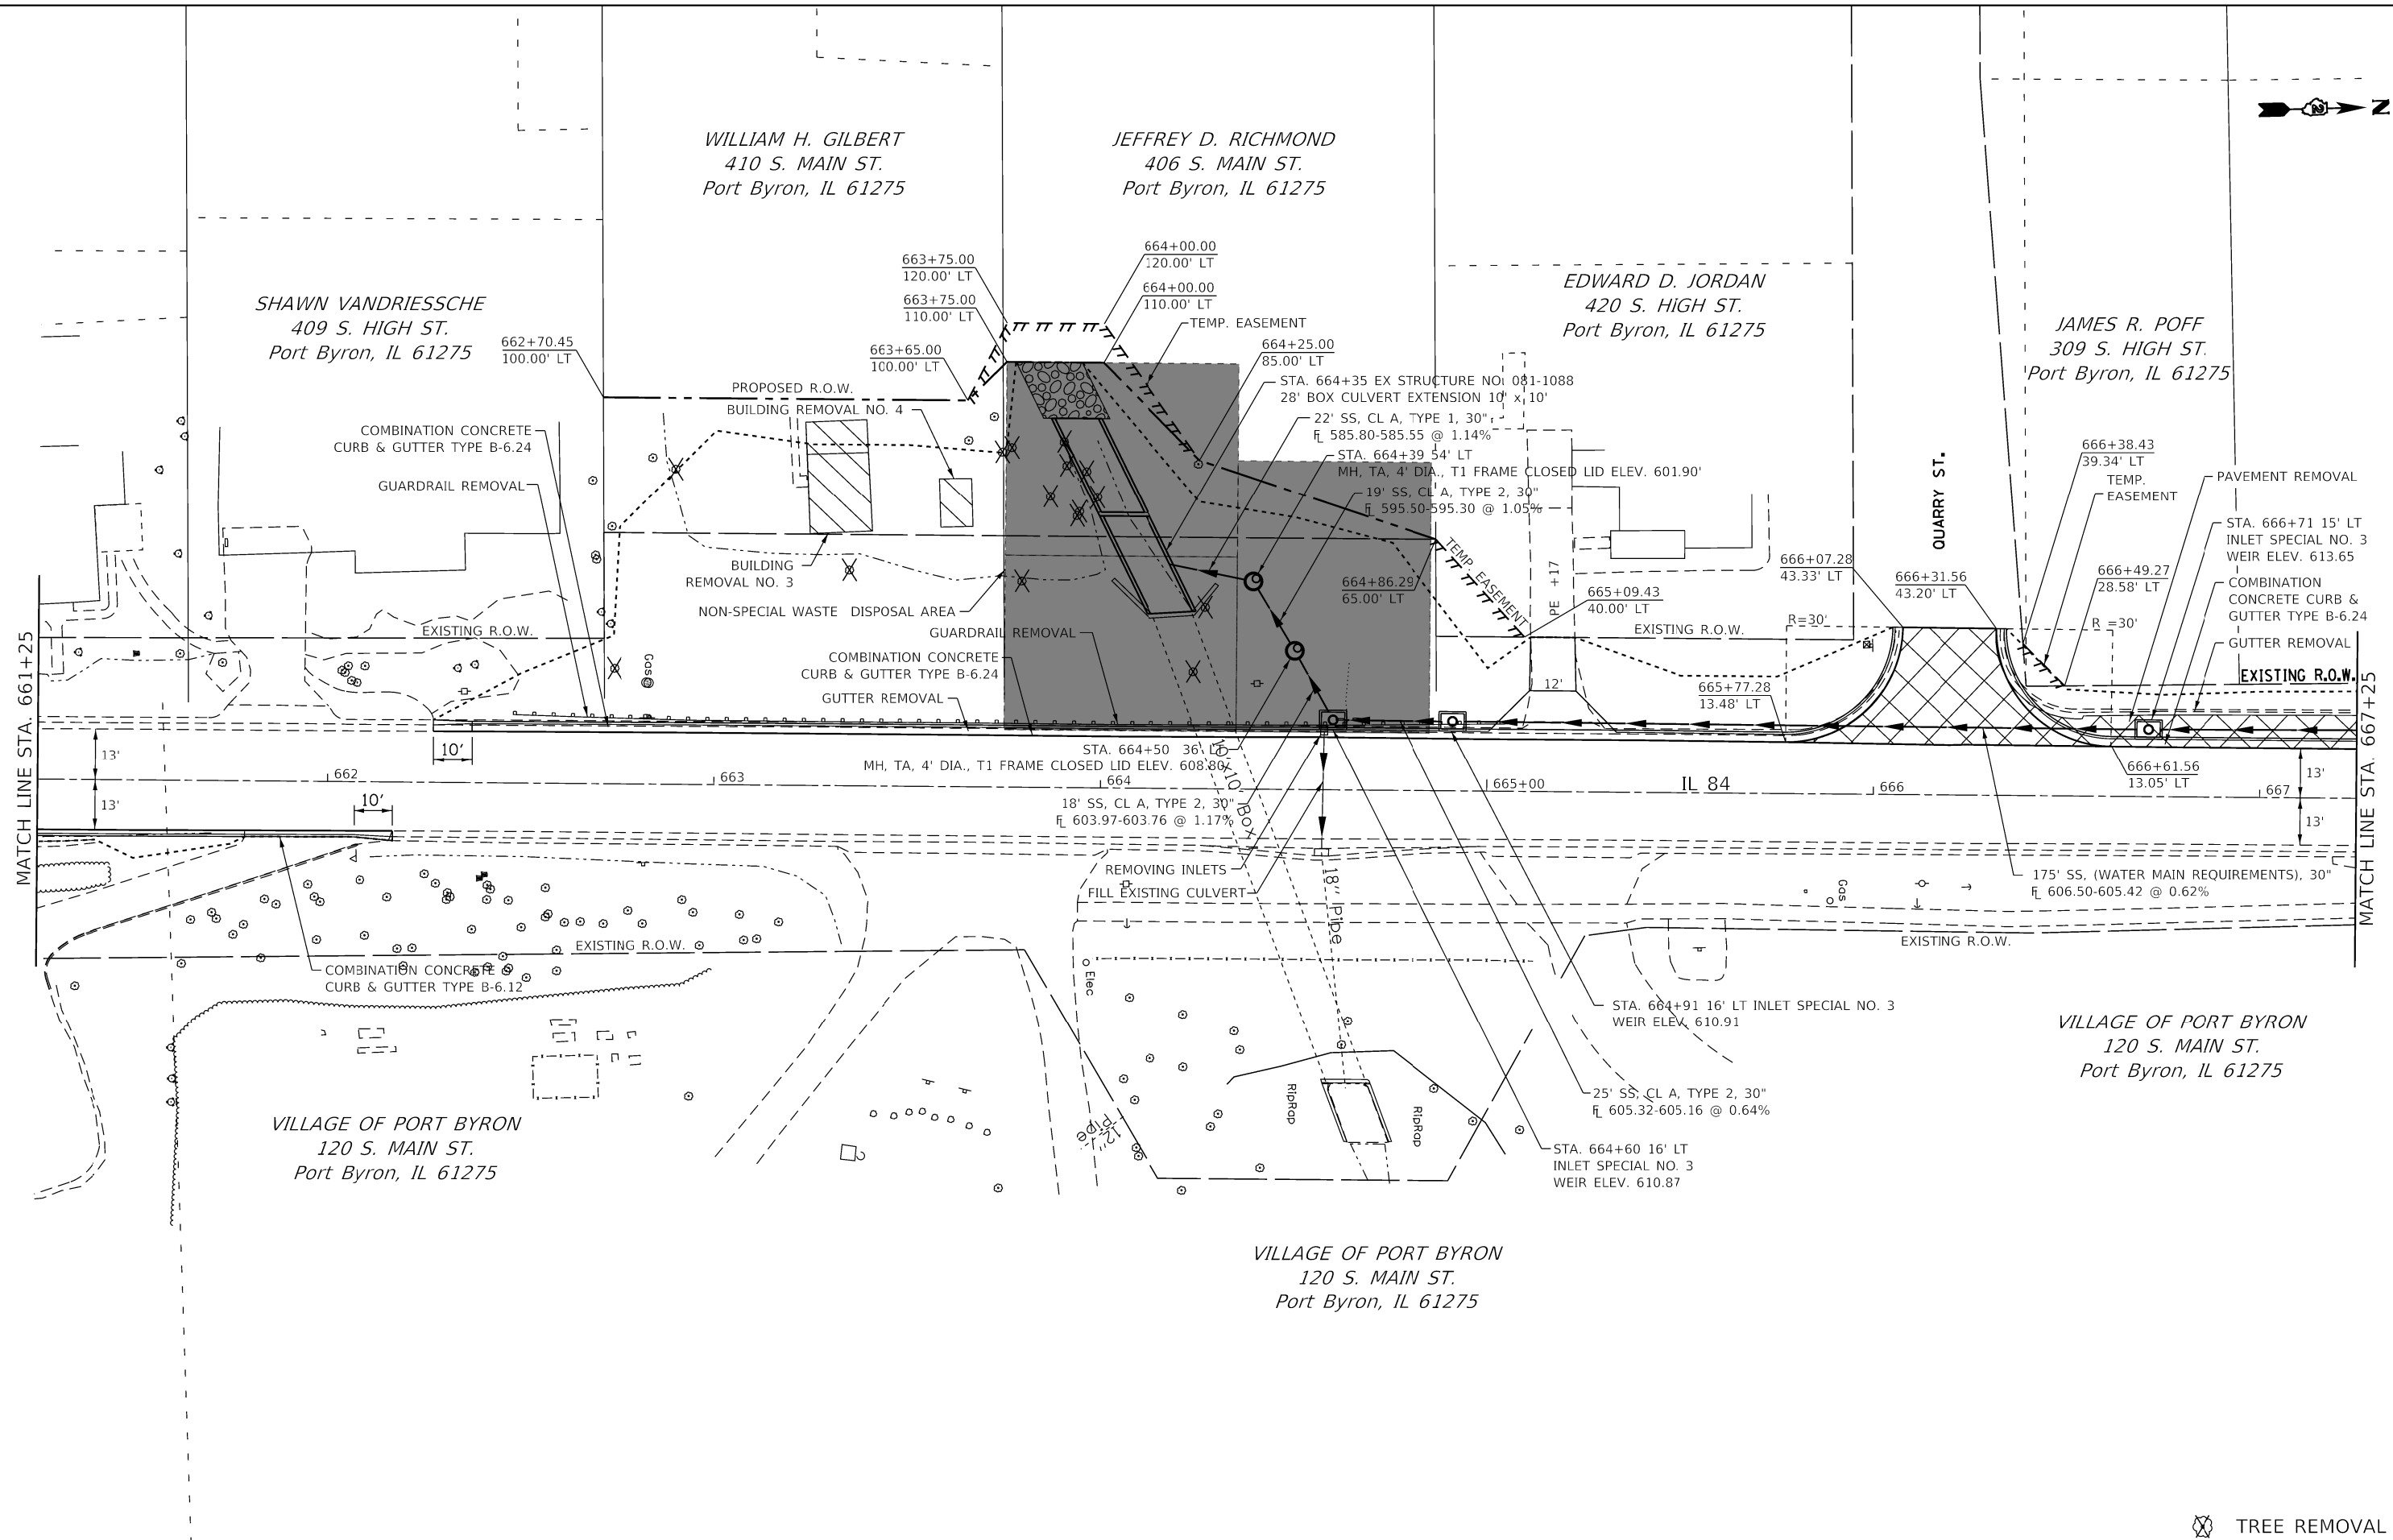 N
WILLIAM H. GILBERT
410 S. MAIN ST.
Port Byron, IL 61275
JEFFREY D. RICHMOND
406 S. MAIN ST.
Port Byron, IL 61275
SHAWN VANDRIESSCHE
409 S. HIGH ST.
Port Byron, IL 61275
EDWARD D. JORDAN
420 S. HIGH ST.
Port Byron, IL 61275
JAMES R. POFF
309 S. HIGH ST.
Port Byron, IL 61275
662+70.45
100.00' LT
663+75.00
120.00' LT
663+75.00
110.00' LT
663+65.00
100.00' LT
664+00.00
120.00' LT
664+00.00
110.00' LT
TEMP. EASEMENT
664+25.00
85.00' LT
STA. 664+35 EX STRUCTURE NO. 081-1088
28' BOX CULVERT EXTENSION 10' x 10'
22' SS, CL A, TYPE 1, 30"
FL 585.80-585.55 @ 1.14%
STA. 664+39 54' LT
MH, TA, 4' DIA., T1 FRAME CLOSED LID ELEV. 601.90'
19' SS, CL A, TYPE 2, 30"
FL 595.50-595.30 @ 1.05%
PROPOSED R.O.W.
BUILDING REMOVAL NO. 4
COMBINATION CONCRETE
CURB & GUTTER TYPE B-6.24
GUARDRAIL REMOVAL
BUILDING
REMOVAL NO. 3
NON-SPECIAL WASTE DISPOSAL AREA
GUARDRAIL REMOVAL
COMBINATION CONCRETE
CURB & GUTTER TYPE B-6.24
GUTTER REMOVAL
EXISTING R.O.W.
Gas
664+86.29
65.00' LT
TEMP. EASEMENT
PE +17
665+09.43
40.00' LT
EXISTING R.O.W.
12'
665+77.28
13.48' LT
666+07.28
43.33' LT
R=30'
QUARRY ST.
666+31.56
43.20' LT
666+38.43
39.34' LT
TEMP.
EASEMENT
666+49.27
28.58' LT
R =30'
PAVEMENT REMOVAL
STA. 666+71 15' LT
INLET SPECIAL NO. 3
WEIR ELEV. 613.65
COMBINATION
CONCRETE CURB &
GUTTER TYPE B-6.24
GUTTER REMOVAL
EXISTING R.O.W.
666+61.56
13.05' LT
MATCH LINE STA. 661+25
MATCH LINE STA. 667+25
13'
13'
10'
10'
662
663
664
665+00
IL 84
666
667
13'
13'
STA. 664+50 36' LT
MH, TA, 4' DIA., T1 FRAME CLOSED LID ELEV. 608.80
18' SS, CL A, TYPE 2, 30"
FL 603.97-603.76 @ 1.17%
10'x10' Box
REMOVING INLETS
FILL EXISTING CULVERT
18" Pipe
175' SS, (WATER MAIN REQUIREMENTS), 30"
FL 606.50-605.42 @ 0.62%
Gas
EXISTING R.O.W.
EXISTING R.O.W.
COMBINATION CONCRETE
CURB & GUTTER TYPE B-6.12
Elec
STA. 664+91 16' LT INLET SPECIAL NO. 3
WEIR ELEV. 610.91
25' SS, CL A, TYPE 2, 30"
FL 605.32-605.16 @ 0.64%
STA. 664+60 16' LT
INLET SPECIAL NO. 3
WEIR ELEV. 610.87
RipRap
RipRap
12" Pipe
2
VILLAGE OF PORT BYRON
120 S. MAIN ST.
Port Byron, IL 61275
VILLAGE OF PORT BYRON
120 S. MAIN ST.
Port Byron, IL 61275
VILLAGE OF PORT BYRON
120 S. MAIN ST.
Port Byron, IL 61275
TREE REMOVAL